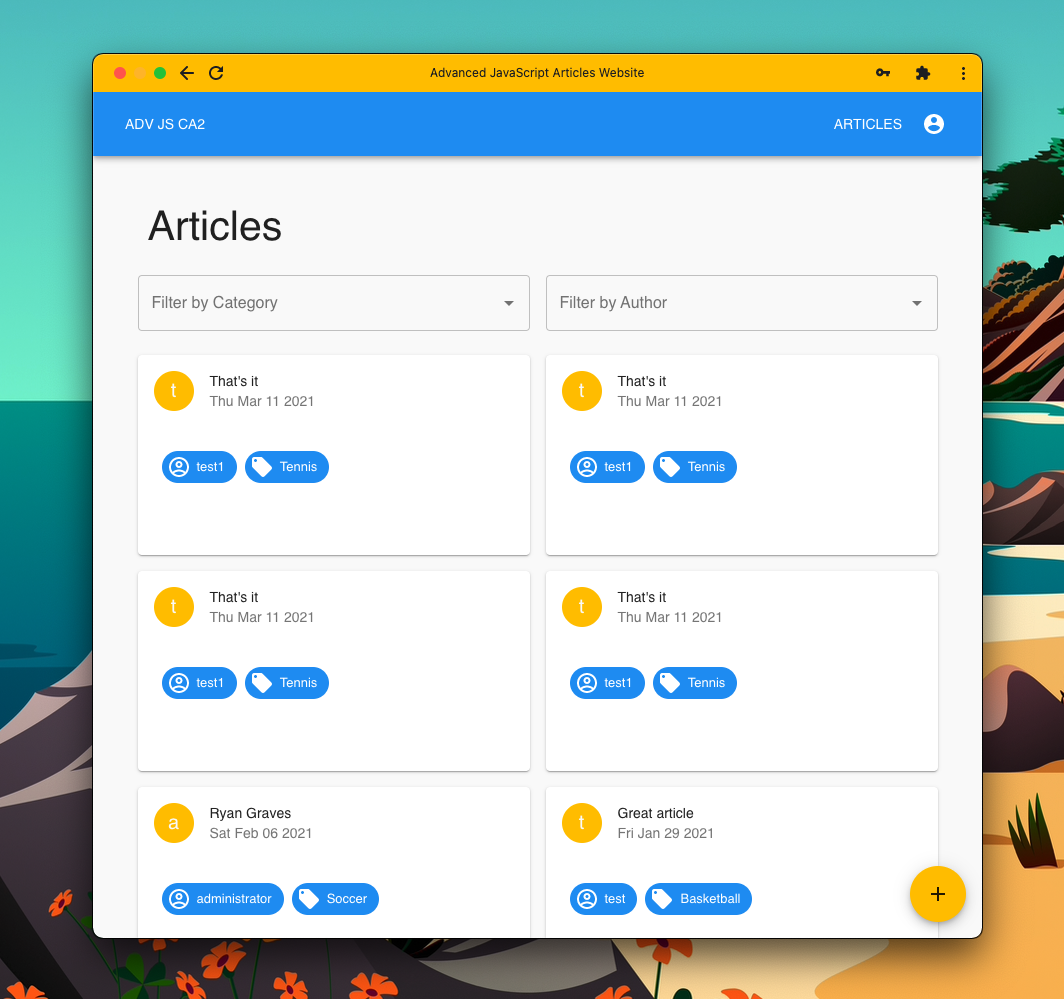 Advanced JavaScript Articles Website
ADV JS CA2
ARTICLES
Articles
Filter by Category
Filter by Author
t
That's it
Thu Mar 11 2021
test1
Tennis
t
That's it
Thu Mar 11 2021
test1
Tennis
t
That's it
Thu Mar 11 2021
test1
Tennis
t
That's it
Thu Mar 11 2021
test1
Tennis
a
Ryan Graves
Sat Feb 06 2021
administrator
Soccer
t
Great article
Fri Jan 29 2021
test
Basketball